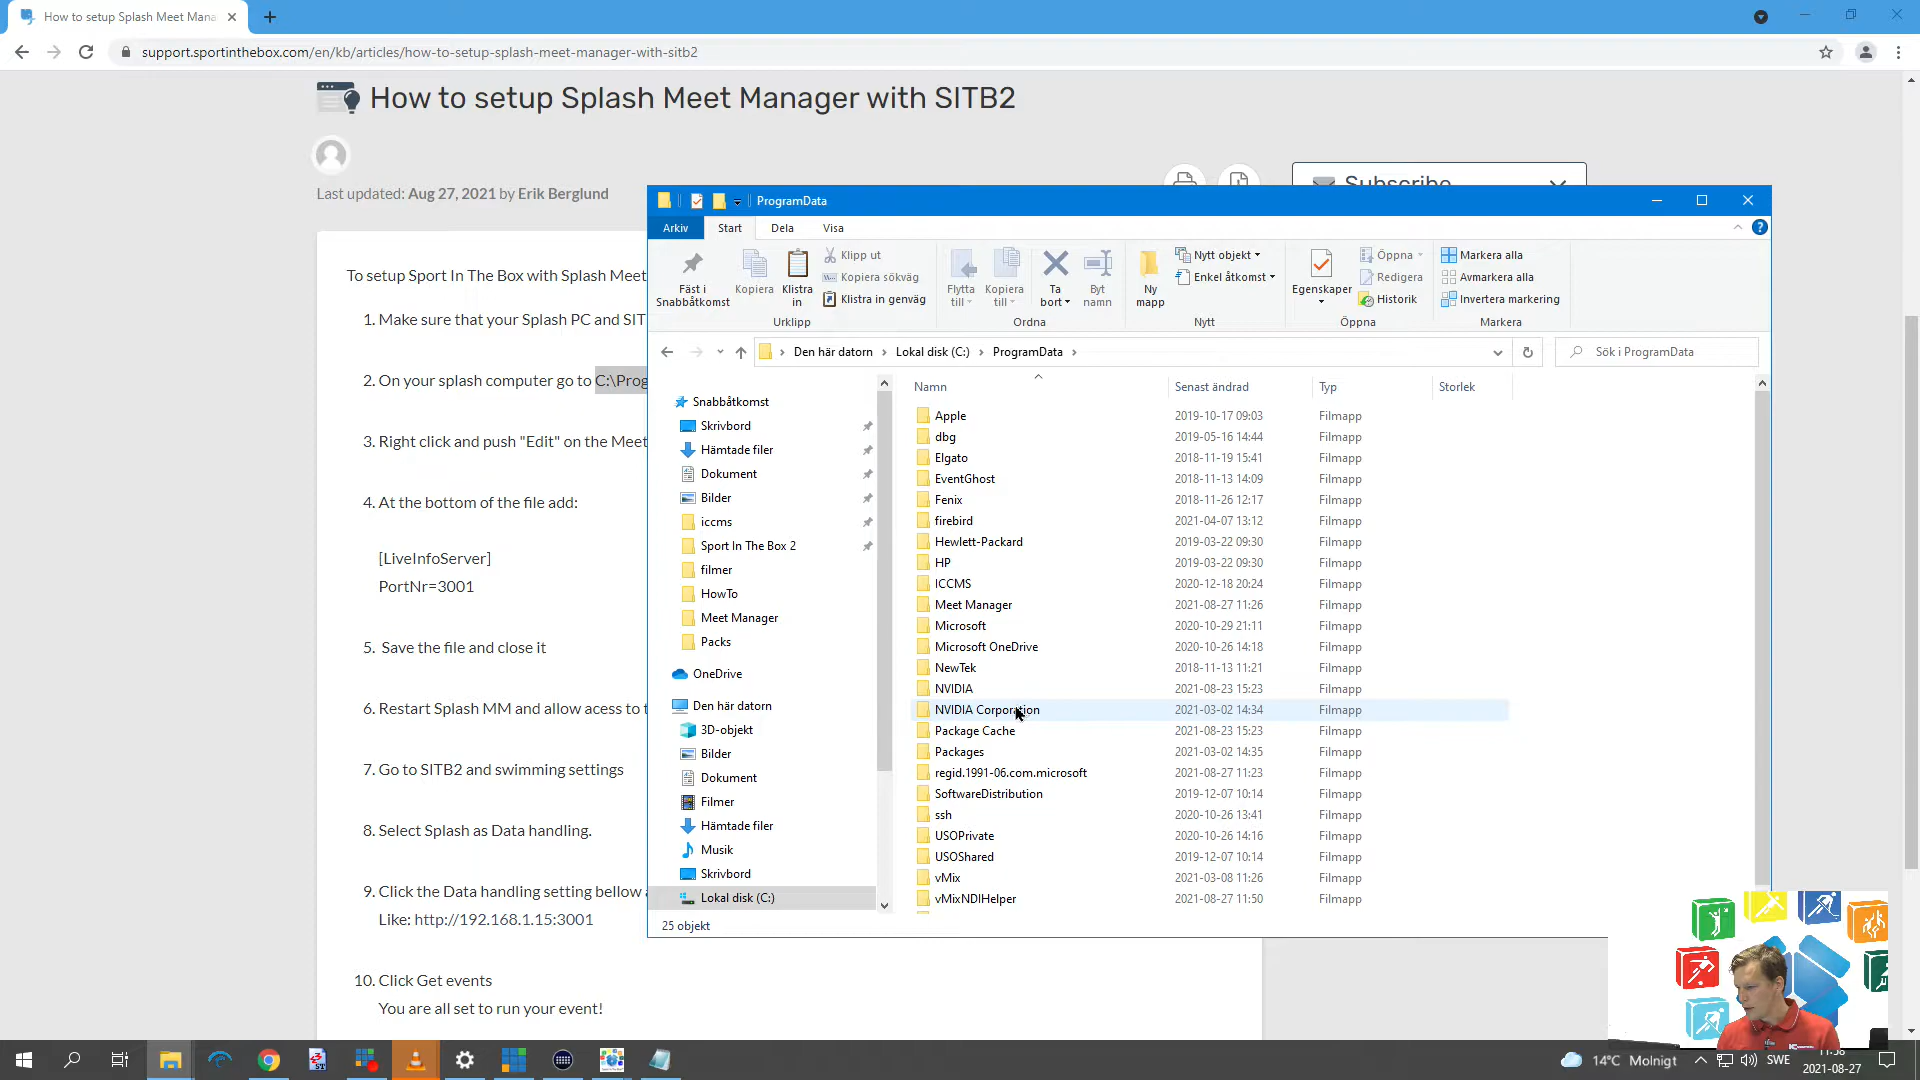 How to setup Splash Meet Mana
support.sportinthebox.com/en/kb/articles/how-to-setup-splash-meet-manager-with-sitb2
How to setup Splash Meet Manager with SITB2
Last updated: Aug 27, 2021 by Erik Berglund
Subscribe
To setup Sport In The Box with Splash Meet
1. Make sure that your Splash PC and SIT
2. On your splash computer go to C:\Prog
3. Right click and push "Edit" on the Meet
4. At the bottom of the file add:
[LiveInfoServer]
PortNr=3001
5. Save the file and close it
6. Restart Splash MM and allow acess to t
7. Go to SITB2 and swimming settings
8. Select Splash as Data handling.
9. Click the Data handling setting bellow a
Like: http://192.168.1.15:3001
10. Click Get events
You are all set to run your event!
ProgramData
Arkiv Start Dela Visa
Fäst i Snabbåtkomst
Kopiera
Klistra in
Klipp ut
Kopiera sökväg
Klistra in genväg
Urklipp
Flytta till
Kopiera till
Ta bort
Byt namn
Ordna
Ny mapp
Nytt objekt
Enkel åtkomst
Nytt
Egenskaper
Öppna
Redigera
Historik
Öppna
Markera alla
Avmarkera alla
Invertera markering
Markera
Den här datorn Lokal disk (C:) ProgramData
Sök i ProgramData
Snabbåtkomst
Skrivbord
Hämtade filer
Dokument
Bilder
iccms
Sport In The Box 2
filmer
HowTo
Meet Manager
Packs
OneDrive
Den här datorn
3D-objekt
Bilder
Dokument
Filmer
Hämtade filer
Musik
Skrivbord
Lokal disk (C:)
Namn Senast ändrad Typ Storlek
Apple 2019-10-17 09:03 Filmapp
dbg 2019-05-16 14:44 Filmapp
Elgato 2018-11-19 15:41 Filmapp
EventGhost 2018-11-13 14:09 Filmapp
Fenix 2018-11-26 12:17 Filmapp
firebird 2021-04-07 13:12 Filmapp
Hewlett-Packard 2019-03-22 09:30 Filmapp
HP 2019-03-22 09:30 Filmapp
ICCMS 2020-12-18 20:24 Filmapp
Meet Manager 2021-08-27 11:26 Filmapp
Microsoft 2020-10-29 21:11 Filmapp
Microsoft OneDrive 2020-10-26 14:18 Filmapp
NewTek 2018-11-13 11:21 Filmapp
NVIDIA 2021-08-23 15:23 Filmapp
NVIDIA Corporation 2021-03-02 14:34 Filmapp
Package Cache 2021-08-23 15:23 Filmapp
Packages 2021-03-02 14:35 Filmapp
regid.1991-06.com.microsoft 2021-08-27 11:23 Filmapp
SoftwareDistribution 2019-12-07 10:14 Filmapp
ssh 2020-10-26 13:41 Filmapp
USOPrivate 2020-10-26 14:16 Filmapp
USOShared 2019-12-07 10:14 Filmapp
vMix 2021-03-08 11:26 Filmapp
vMixNDIHelper 2021-08-27 11:50 Filmapp
25 objekt
14°C Molnigt
SWE
11:58
2021-08-27